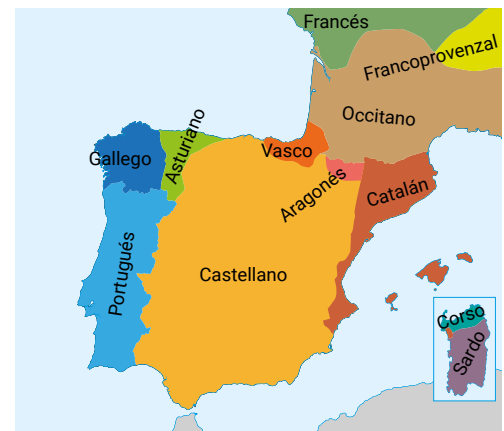 Francés
Francoprovenzal
Occitano
Gallego
Asturiano
Vasco
Aragonés
Catalán
Portugués
Castellano
Corso
Sardo